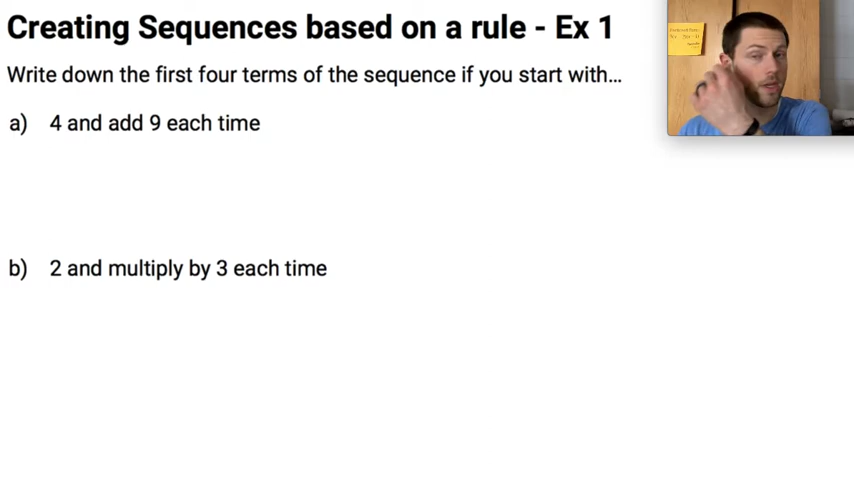 Creating Sequences based on a rule - Ex 1
Write down the first four terms of the sequence if you start with...
a) 4 and add 9 each time
b) 2 and multiply by 3 each time